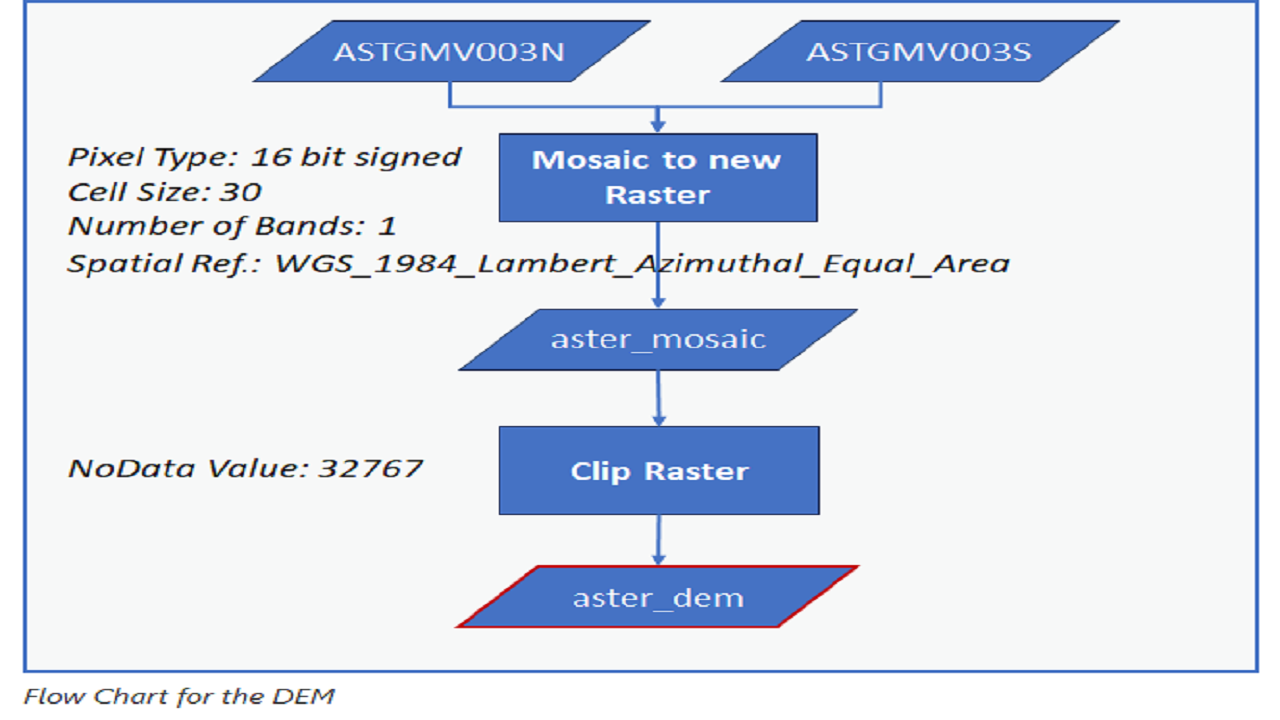 ASTGMV003N
ASTGMV003S
Pixel Type: 16 bit signed
Cell Size: 30
Number of Bands: 1
Spatial Ref.: WGS_1984_Lambert_Azimuthal_Equal_Area
Mosaic to new
Raster
aster_mosaic
NoData Value: 32767
Clip Raster
aster_dem
Flow Chart for the DEM